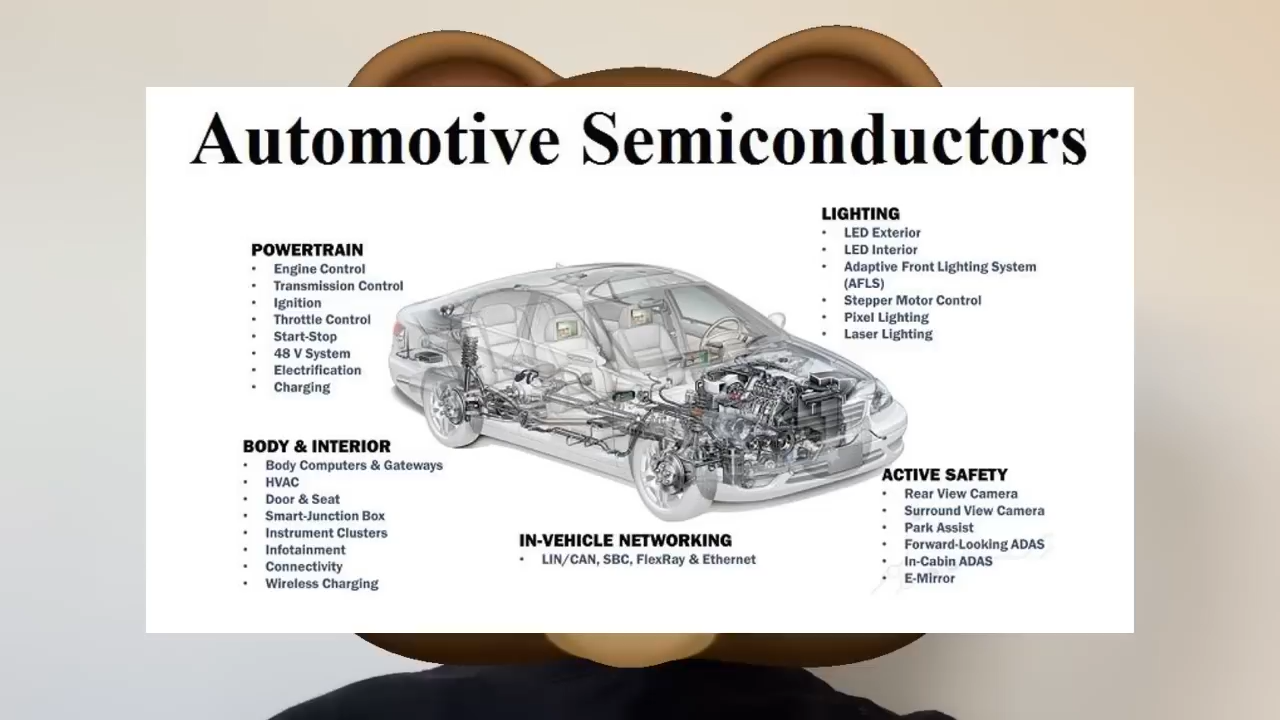 Automotive Semiconductors
POWERTRAIN
• Engine Control
• Transmission Control
• Ignition
• Throttle Control
• Start-Stop
• 48 V System
• Electrification
• Charging
BODY & INTERIOR
• Body Computers & Gateways
• HVAC
• Door & Seat
• Smart-Junction Box
• Instrument Clusters
• Infotainment
• Connectivity
• Wireless Charging
IN-VEHICLE NETWORKING
• LIN/CAN, SBC, FlexRay & Ethernet
LIGHTING
• LED Exterior
• LED Interior
• Adaptive Front Lighting System
(AFLS)
• Stepper Motor Control
• Pixel Lighting
• Laser Lighting
ACTIVE SAFETY
• Rear View Camera
• Surround View Camera
• Park Assist
• Forward-Looking ADAS
• In-Cabin ADAS
• E-Mirror